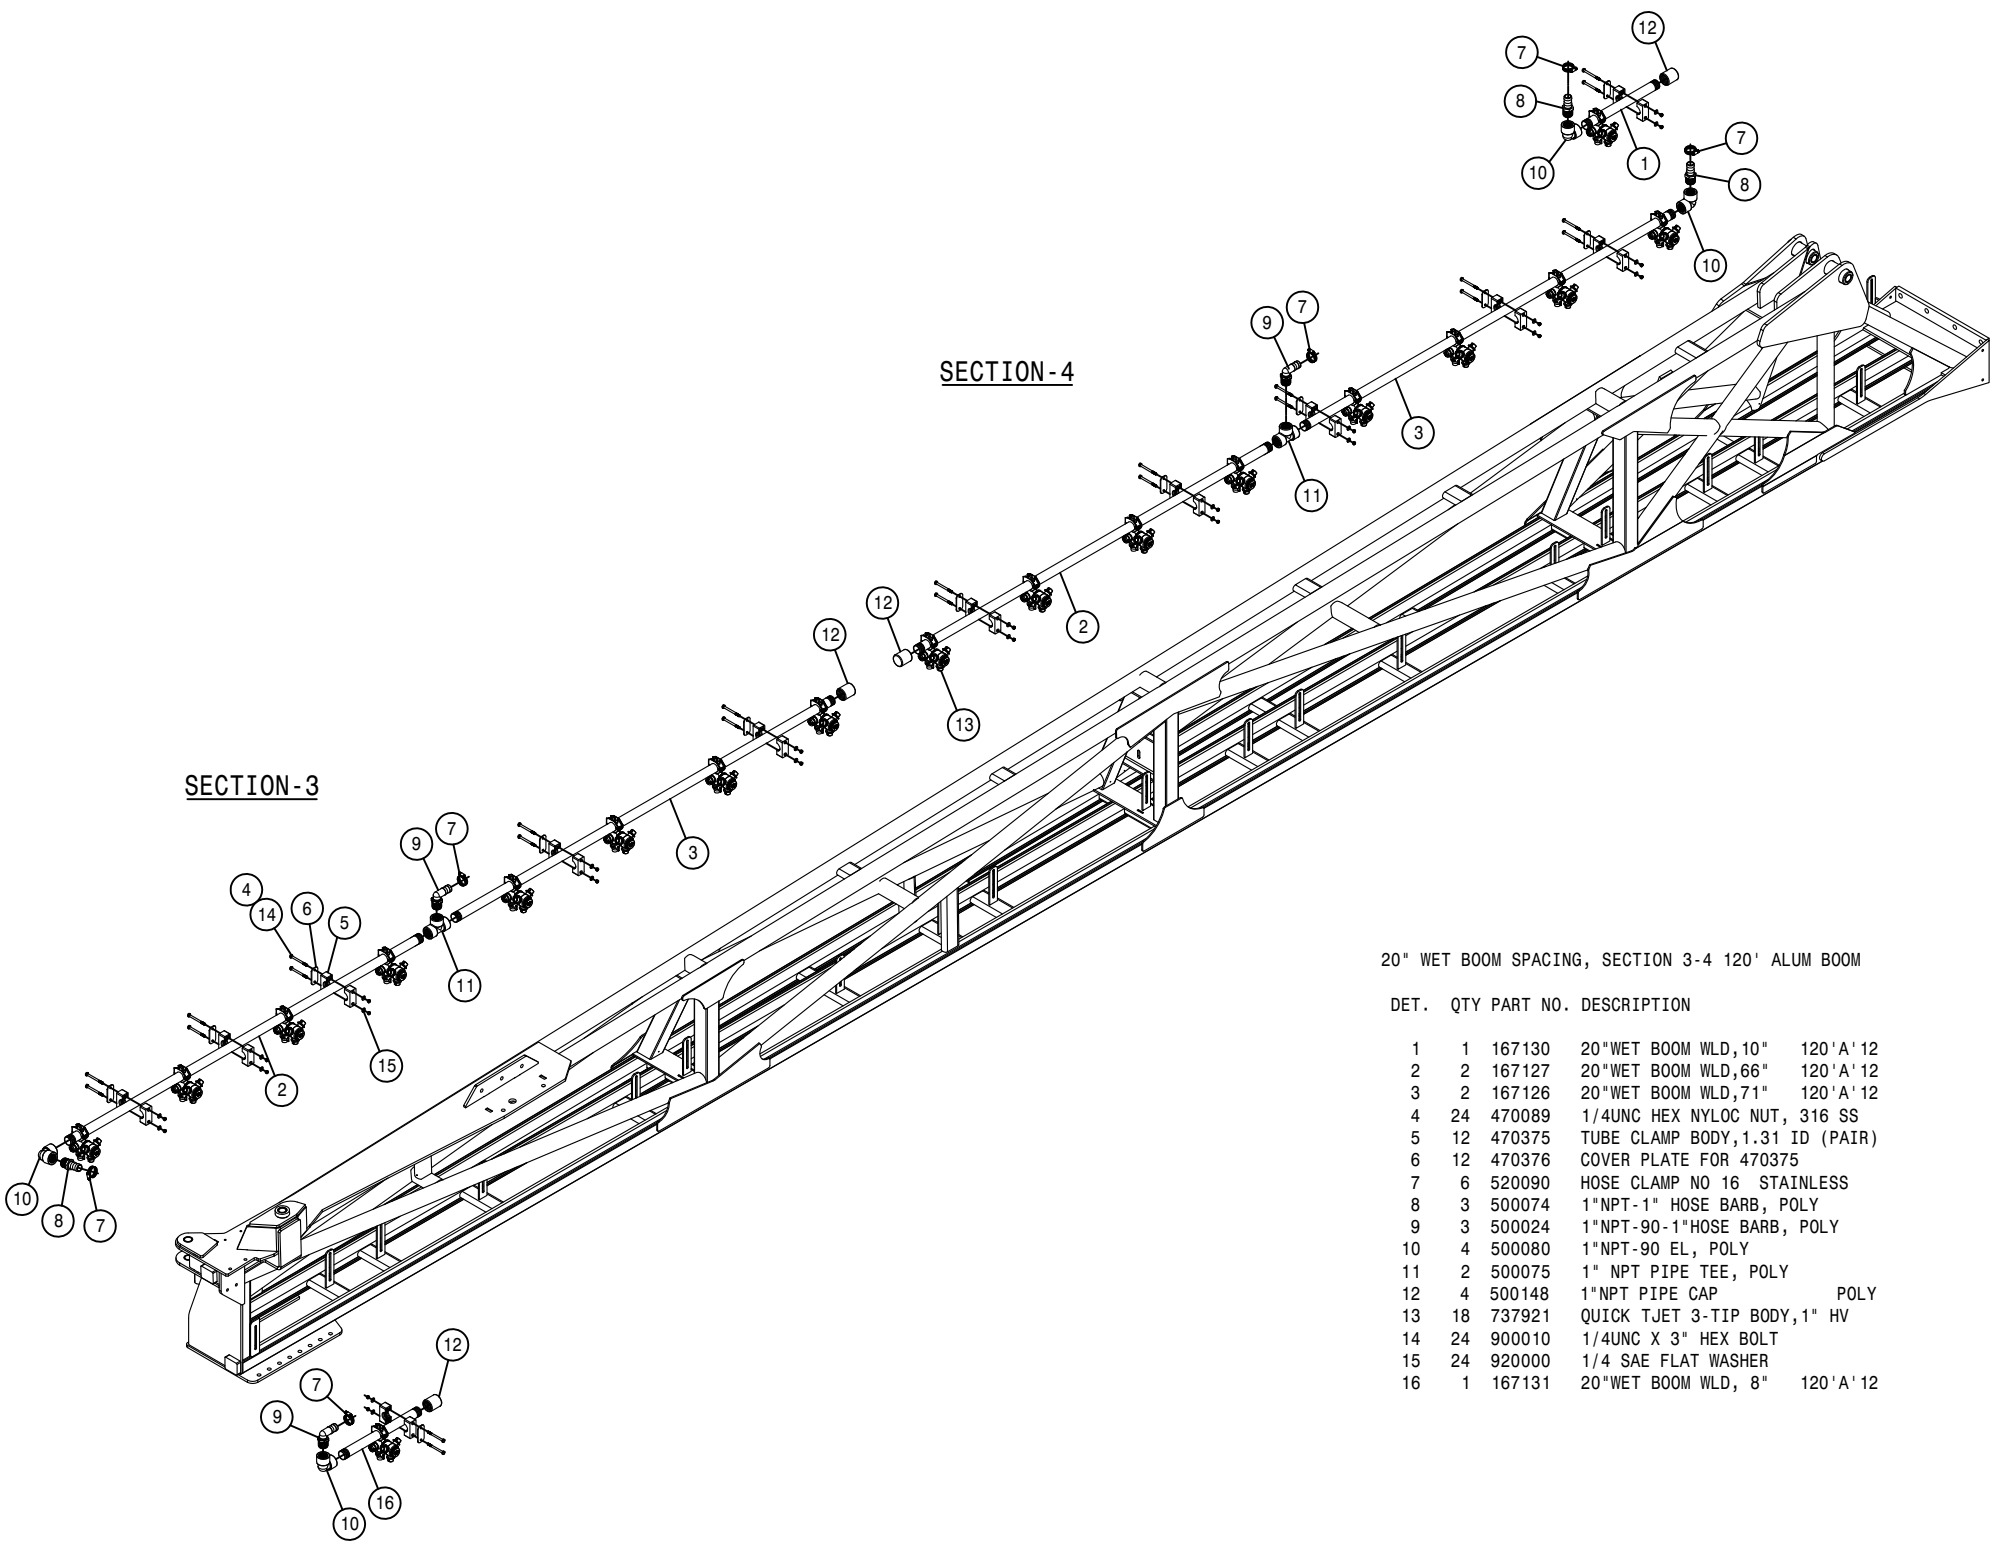 7
12
8
10
1
7
8
10
9
7
SECTION-4
3
11
12
2
12
13
SECTION-3
9
7
3
4
14
6
5
11
15
2
10
8
7
20" WET BOOM SPACING, SECTION 3-4 120' ALUM BOOM
DET. QTY PART NO. DESCRIPTION
1 1 167130 20"WET BOOM WLD,10" 120'A'12
2 2 167127 20"WET BOOM WLD,66" 120'A'12
3 2 167126 20"WET BOOM WLD,71" 120'A'12
4 24 470089 1/4UNC HEX NYLOC NUT, 316 SS
5 12 470375 TUBE CLAMP BODY,1.31 ID (PAIR)
6 12 470376 COVER PLATE FOR 470375
7 6 520090 HOSE CLAMP NO 16 STAINLESS
8 3 500074 1"NPT-1" HOSE BARB, POLY
9 3 500024 1"NPT-90-1"HOSE BARB, POLY
10 4 500080 1"NPT-90 EL, POLY
11 2 500075 1" NPT PIPE TEE, POLY
12 4 500148 1"NPT PIPE CAP POLY
13 18 737921 QUICK TJET 3-TIP BODY,1" HV
14 24 900010 1/4UNC X 3" HEX BOLT
15 24 920000 1/4 SAE FLAT WASHER
16 1 167131 20"WET BOOM WLD, 8" 120'A'12
12
7
9
16
10